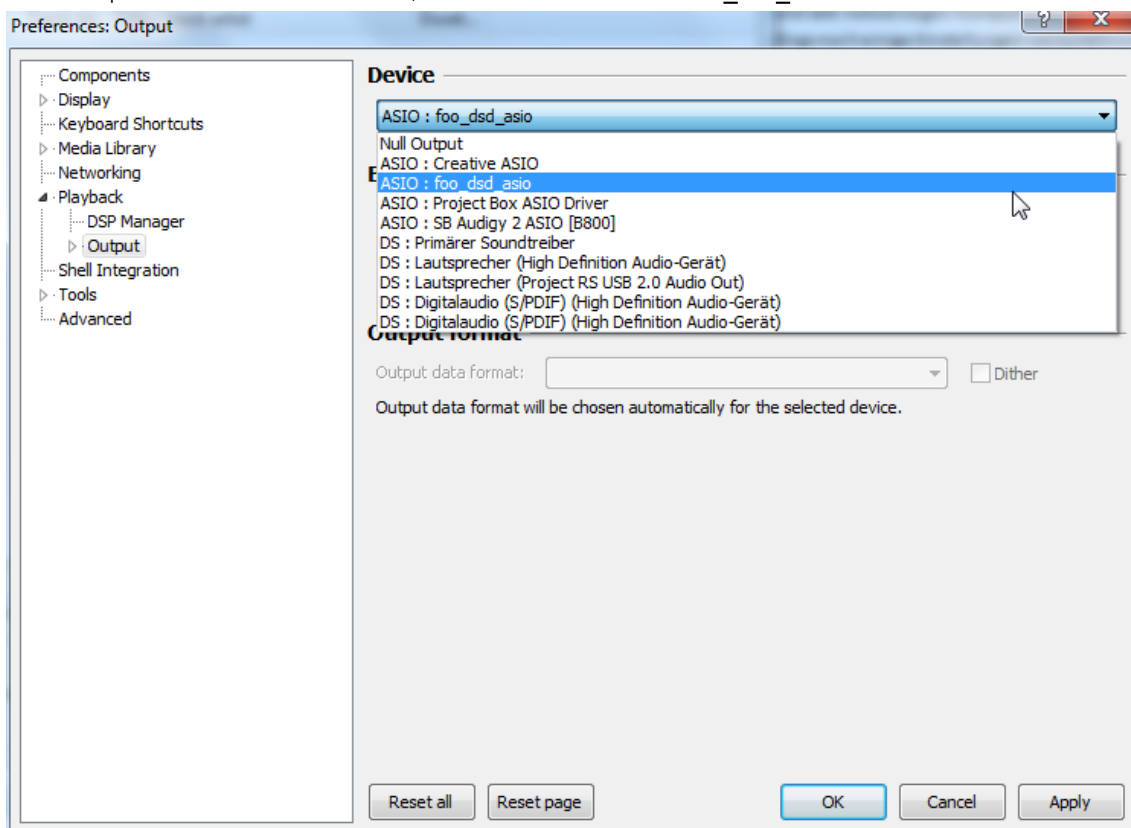 Preferences: Output
Components
Display
Keyboard Shortcuts
Media Library
Networking
Playback
DSP Manager
Output
Shell Integration
Tools
Advanced
Device
ASIO : foo_dsd_asio
Null Output
ASIO : Creative ASIO
ASIO : foo_dsd_asio
ASIO : Project Box ASIO Driver
ASIO : SB Audigy 2 ASIO [B800]
DS : Primärer Soundtreiber
DS : Lautsprecher (High Definition Audio-Gerät)
DS : Lautsprecher (Project RS USB 2.0 Audio Out)
DS : Digitalaudio (S/PDIF) (High Definition Audio-Gerät)
DS : Digitalaudio (S/PDIF) (High Definition Audio-Gerät)
Output format
Output data format:
Dither
Output data format will be chosen automatically for the selected device.
Reset all
Reset page
OK
Cancel
Apply